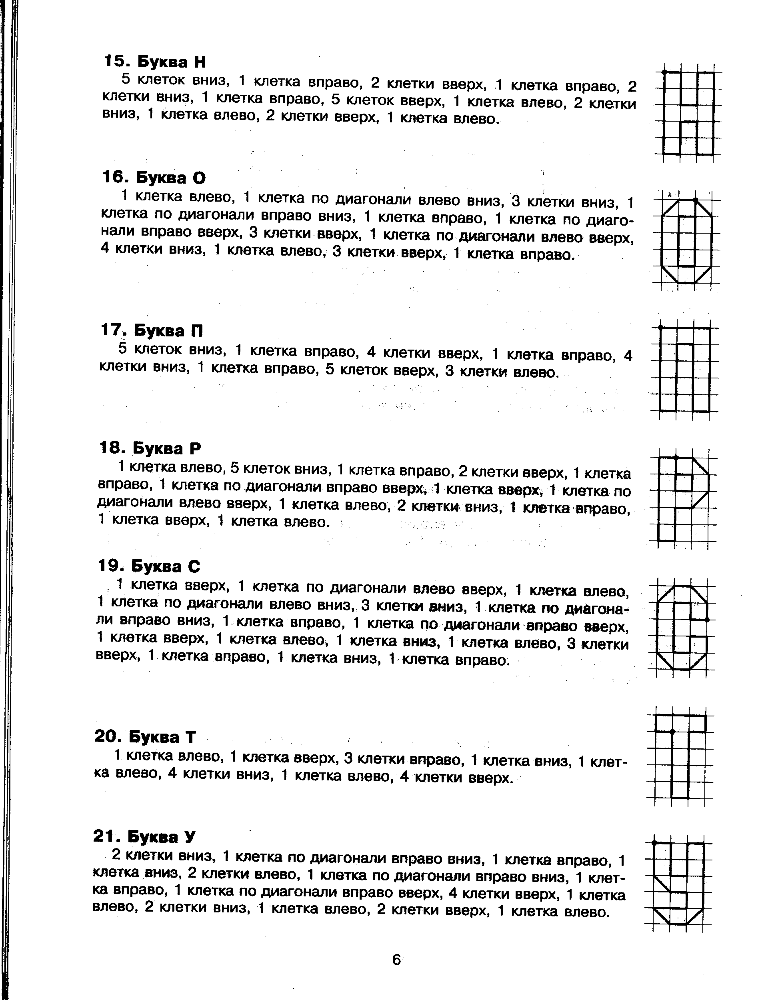 15. Буква Н
5 клеток вниз, 1 клетка вправо, 2 клетки вверх, 1 клетка вправо, 2
клетки вниз, 1 клетка вправо, 5 клеток вверх, 1 клетка влево, 2 клетки
вниз, 1 клетка влево, 2 клетки вверх, 1 клетка влево.
16. Буква О
1 клетка влево, 1 клетка по диагонали влево вниз, 3 клетки вниз, 1
клетка по диагонали вправо вниз, 1 клетка вправо, 1 клетка по диаго-
нали вправо вверх, 3 клетки вверх, 1 клетка по диагонали влево вверх,
4 клетки вниз, 1 клетка влево, 3 клетки вверх, 1 клетка вправо.
17. Буква П
5 клеток вниз, 1 клетка вправо, 4 клетки вверх, 1 клетка вправо, 4
клетки вниз, 1 клетка вправо, 5 клеток вверх, 3 клетки влево.
18. Буква Р
1 клетка влево, 5 клеток вниз, 1 клетка вправо, 2 клетки вверх, 1 клетка
вправо, 1 клетка по диагонали вправо вверх, 1 клетка вверх, 1 клетка по
диагонали влево вверх, 1 клетка влево, 2 клетки вниз, 1 клетка вправо,
1 клетка вверх, 1 клетка влево.
19. Буква С
1 клетка вверх, 1 клетка по диагонали влево вверх, 1 клетка влево,
1 клетка по диагонали влево вниз, 3 клетки вниз, 1 клетка по диагона-
ли вправо вниз, 1 клетка вправо, 1 клетка по диагонали вправо вверх,
1 клетка вверх, 1 клетка влево, 1 клетка вниз, 1 клетка влево, 3 клетки
вверх, 1 клетка вправо, 1 клетка вниз, 1 клетка вправо.
20. Буква Т
1 клетка влево, 1 клетка вверх, 3 клетки вправо, 1 клетка вниз, 1 клет-
ка влево, 4 клетки вниз, 1 клетка влево, 4 клетки вверх.
21. Буква У
2 клетки вниз, 1 клетка по диагонали вправо вниз, 1 клетка вправо, 1
клетка вниз, 2 клетки влево, 1 клетка по диагонали вправо вниз, 1 клет-
ка вправо, 1 клетка по диагонали вправо вверх, 4 клетки вверх, 1 клетка
влево, 2 клетки вниз, 1 клетка влево, 2 клетки вверх, 1 клетка влево.
6